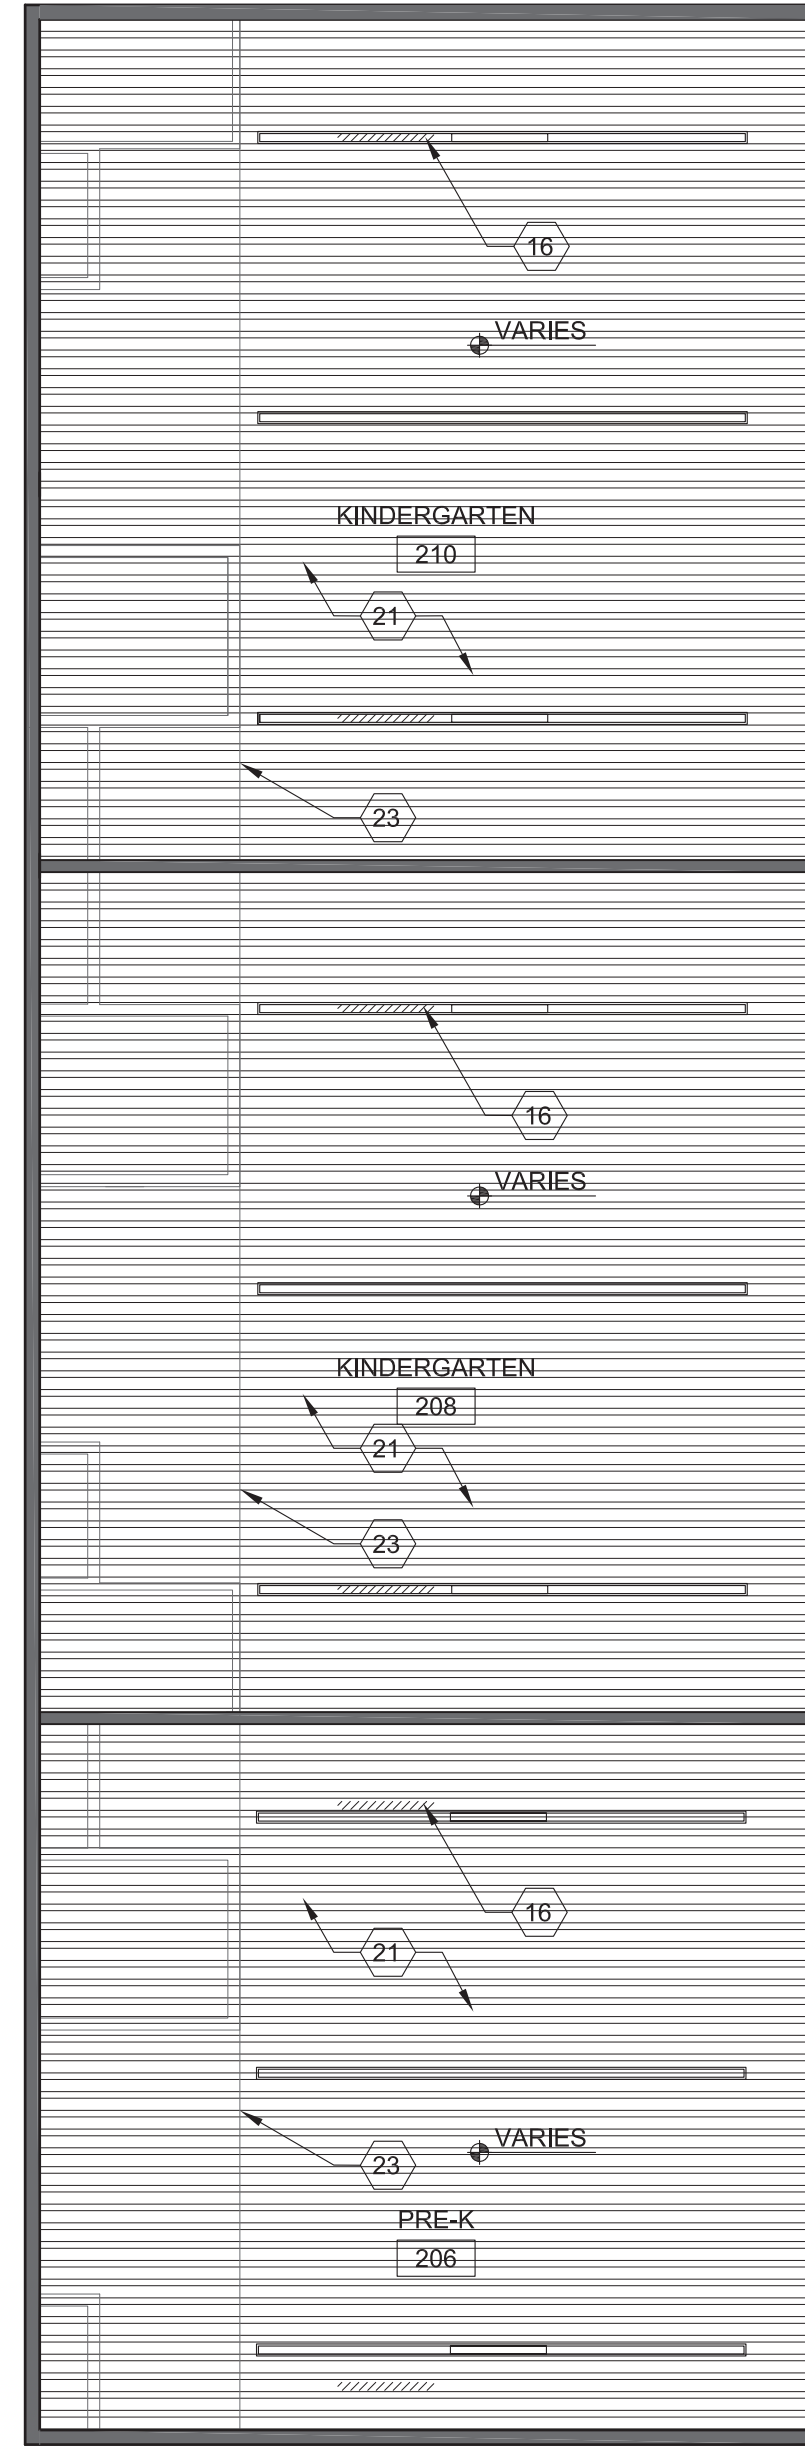 16
VARIES
KINDERGARTEN
210
21
23
16
VARIES
KINDERGARTEN
208
21
23
16
21
VARIES
23
PRE-K
206